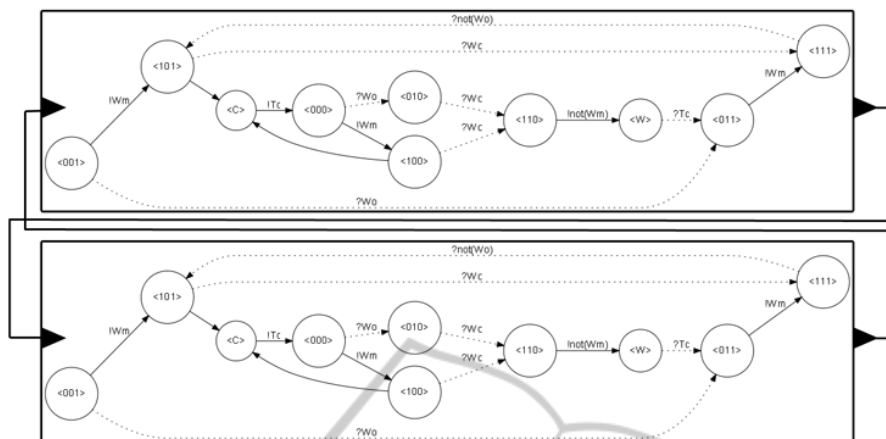 ?not(Wo)
?Wc
<111>
<101>
!Wm
!Wm
<C>
!Tc
<000>
?Wo
<010>
?Wc
!Wm
?Wc
<110>
!not(Wm)
<W>
?Tc
<011>
<001>
<100>
?Wo
?not(Wo)
?Wc
<111>
<101>
!Wm
!Wm
<C>
!Tc
<000>
?Wo
<010>
?Wc
!Wm
?Wc
<110>
!not(Wm)
<W>
?Tc
<011>
<001>
<100>
?Wo